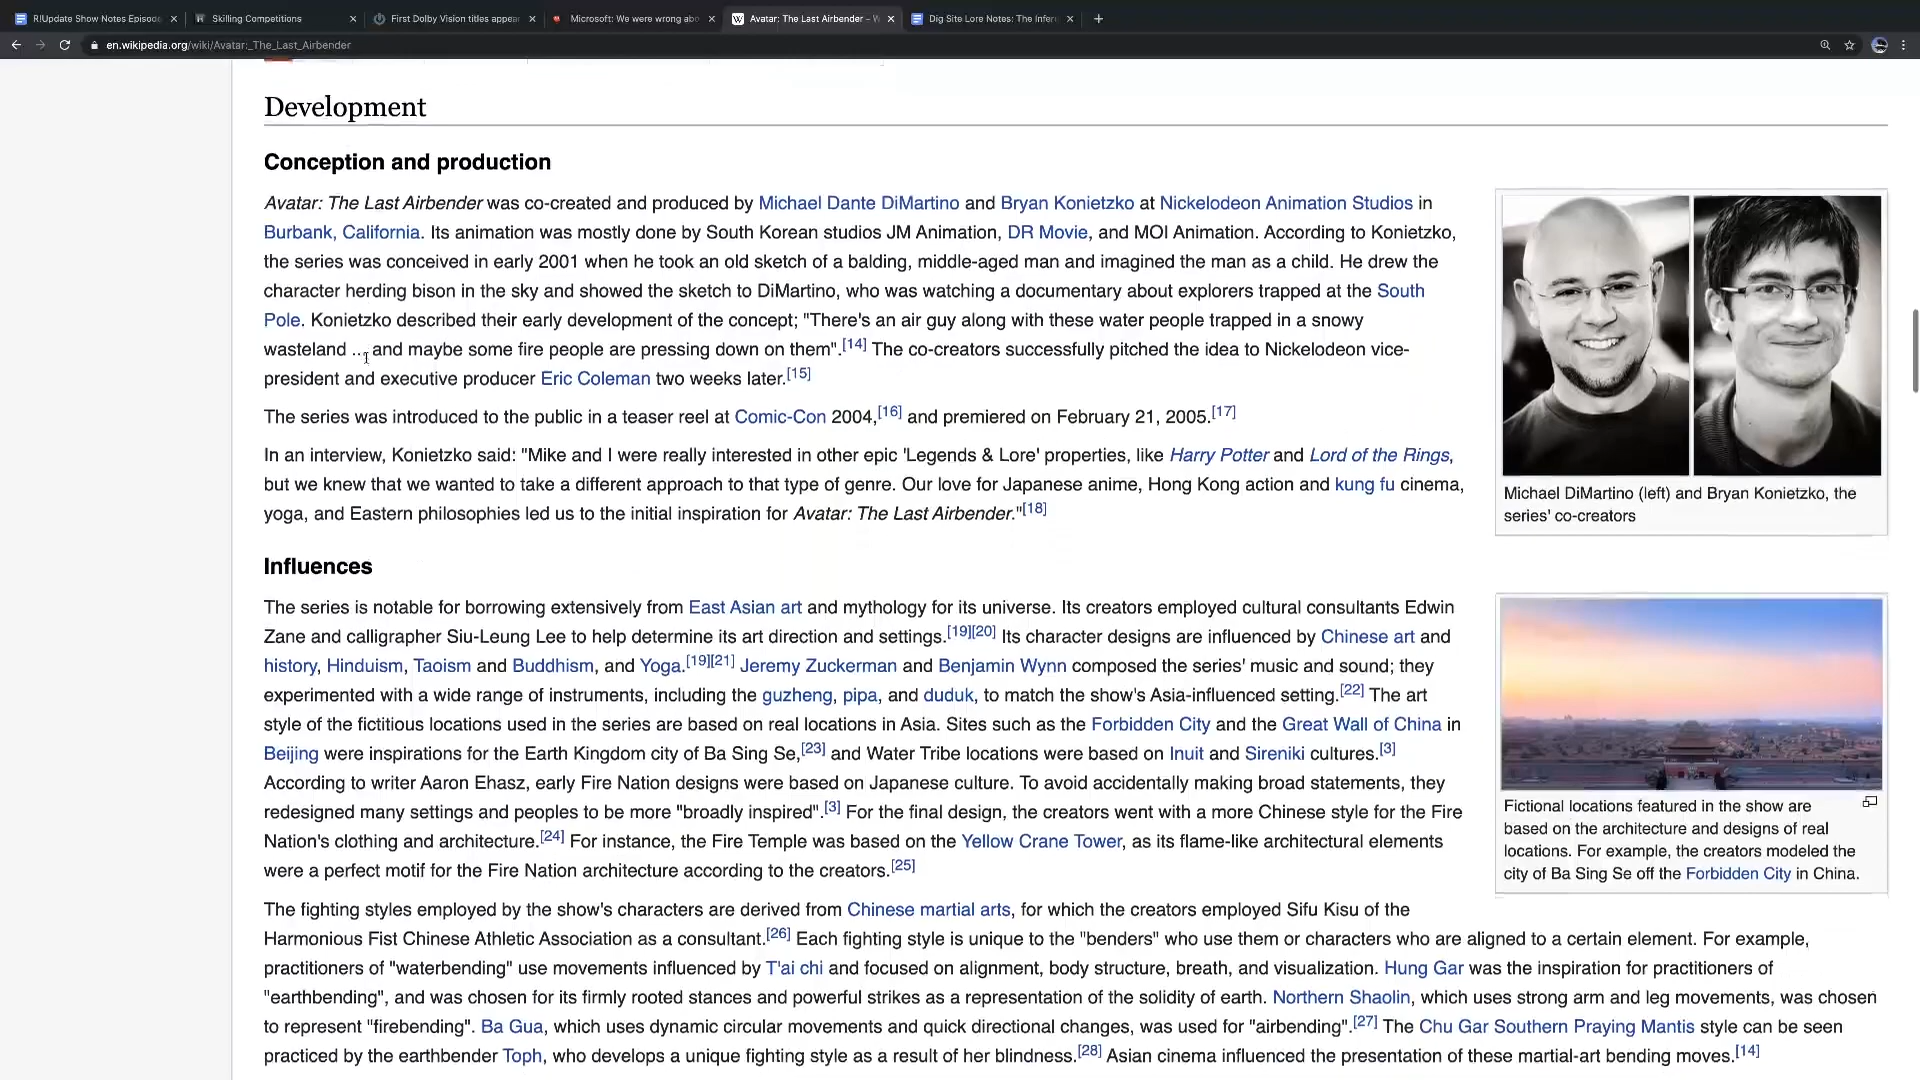 R!Update Show Notes Episode
Skilling Competitions
First Dolby Vision titles appea
Microsoft: We were wrong abo
Avatar: The Last Airbender – W
Dig Site Lore Notes: The Infer
en.wikipedia.org/wiki/Avatar:_The_Last_Airbender
Development
Conception and production
Avatar: The Last Airbender was co-created and produced by Michael Dante DiMartino and Bryan Konietzko at Nickelodeon Animation Studios in
Burbank, California. Its animation was mostly done by South Korean studios JM Animation, DR Movie, and MOI Animation. According to Konietzko,
the series was conceived in early 2001 when he took an old sketch of a balding, middle-aged man and imagined the man as a child. He drew the
character herding bison in the sky and showed the sketch to DiMartino, who was watching a documentary about explorers trapped at the South
Pole. Konietzko described their early development of the concept; "There's an air guy along with these water people trapped in a snowy
wasteland ... and maybe some fire people are pressing down on them".[14] The co-creators successfully pitched the idea to Nickelodeon vice-
president and executive producer Eric Coleman two weeks later.[15]
The series was introduced to the public in a teaser reel at Comic-Con 2004,[16] and premiered on February 21, 2005.[17]
In an interview, Konietzko said: "Mike and I were really interested in other epic 'Legends & Lore' properties, like Harry Potter and Lord of the Rings,
but we knew that we wanted to take a different approach to that type of genre. Our love for Japanese anime, Hong Kong action and kung fu cinema,
yoga, and Eastern philosophies led us to the initial inspiration for Avatar: The Last Airbender."[18]
Michael DiMartino (left) and Bryan Konietzko, the
series' co-creators
Influences
The series is notable for borrowing extensively from East Asian art and mythology for its universe. Its creators employed cultural consultants Edwin
Zane and calligrapher Siu-Leung Lee to help determine its art direction and settings.[19][20] Its character designs are influenced by Chinese art and
history, Hinduism, Taoism and Buddhism, and Yoga.[19][21] Jeremy Zuckerman and Benjamin Wynn composed the series' music and sound; they
experimented with a wide range of instruments, including the guzheng, pipa, and duduk, to match the show's Asia-influenced setting.[22] The art
style of the fictitious locations used in the series are based on real locations in Asia. Sites such as the Forbidden City and the Great Wall of China in
Beijing were inspirations for the Earth Kingdom city of Ba Sing Se,[23] and Water Tribe locations were based on Inuit and Sireniki cultures.[3]
According to writer Aaron Ehasz, early Fire Nation designs were based on Japanese culture. To avoid accidentally making broad statements, they
redesigned many settings and peoples to be more "broadly inspired".[3] For the final design, the creators went with a more Chinese style for the Fire
Nation's clothing and architecture.[24] For instance, the Fire Temple was based on the Yellow Crane Tower, as its flame-like architectural elements
were a perfect motif for the Fire Nation architecture according to the creators.[25]
Fictional locations featured in the show are
based on the architecture and designs of real
locations. For example, the creators modeled the
city of Ba Sing Se off the Forbidden City in China.
The fighting styles employed by the show's characters are derived from Chinese martial arts, for which the creators employed Sifu Kisu of the
Harmonious Fist Chinese Athletic Association as a consultant.[26] Each fighting style is unique to the "benders" who use them or characters who are aligned to a certain element. For example,
practitioners of "waterbending" use movements influenced by T'ai chi and focused on alignment, body structure, breath, and visualization. Hung Gar was the inspiration for practitioners of
"earthbending", and was chosen for its firmly rooted stances and powerful strikes as a representation of the solidity of earth. Northern Shaolin, which uses strong arm and leg movements, was chosen
to represent "firebending". Ba Gua, which uses dynamic circular movements and quick directional changes, was used for "airbending".[27] The Chu Gar Southern Praying Mantis style can be seen
practiced by the earthbender Toph, who develops a unique fighting style as a result of her blindness.[28] Asian cinema influenced the presentation of these martial-art bending moves.[14]